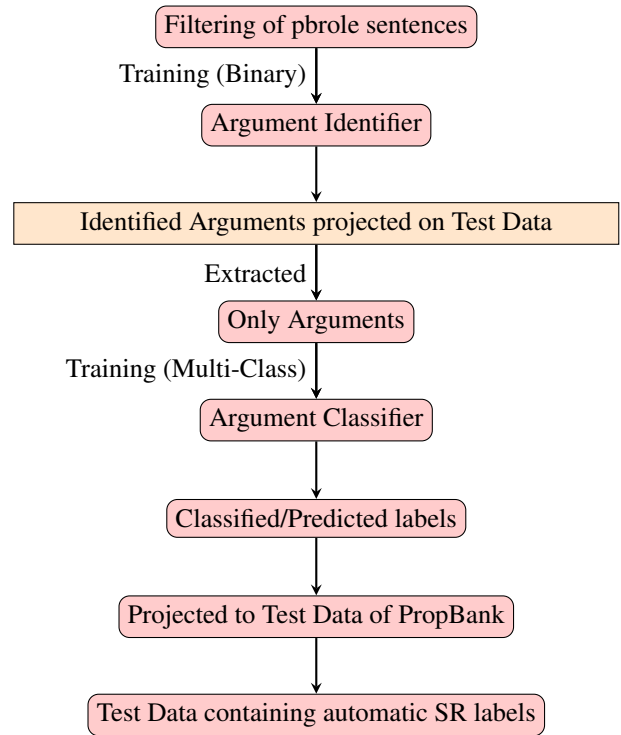 Filtering of pbrole sentences
Training (Binary)
Argument Identifier
Identified Arguments projected on Test Data
Extracted
Only Arguments
Training (Multi-Class)
Argument Classifier
Classified/Predicted labels
Projected to Test Data of PropBank
Test Data containing automatic SR labels